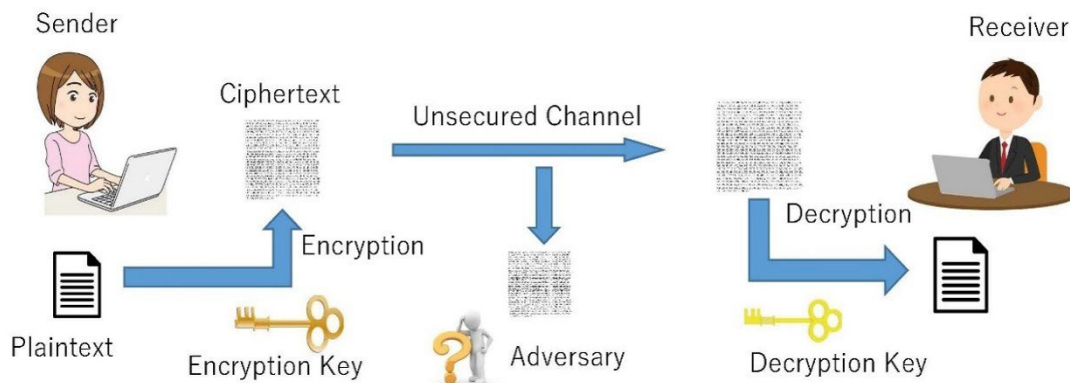 Sender
Receiver
Ciphertext
Unsecured Channel
Encryption
Decryption
Plaintext
Encryption Key
Adversary
Decryption Key